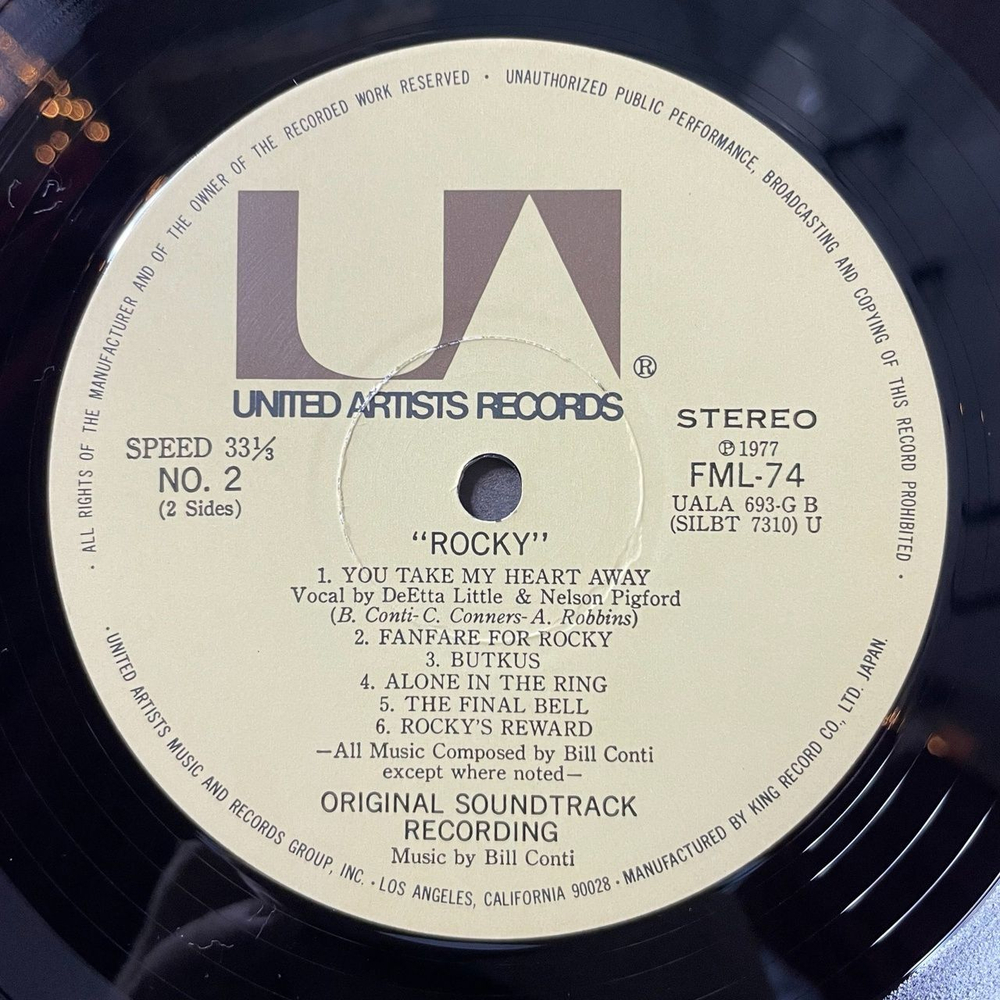 ALL RIGHTS OF THE MANUFACTURER AND OF THE OWNER OF THE RECORDED WORK RESERVED · UNAUTHORIZED PUBLIC PERFORMANCE, BROADCASTING AND COPYING OF THIS RECORD PROHIBITED ·
UA ®
UNITED ARTISTS RECORDS
SPEED 33⅓
NO. 2
(2 Sides)
STEREO
℗ 1977
FML-74
UALA 693-G B
(SILBT 7310) U
“ROCKY”
1. YOU TAKE MY HEART AWAY
Vocal by DeEtta Little & Nelson Pigford
(B. Conti-C. Conners-A. Robbins)
2. FANFARE FOR ROCKY
3. BUTKUS
4. ALONE IN THE RING
5. THE FINAL BELL
6. ROCKY'S REWARD
—All Music Composed by Bill Conti
except where noted—
ORIGINAL SOUNDTRACK
RECORDING
Music by Bill Conti
·UNITED ARTISTS MUSIC AND RECORDS GROUP, INC. · LOS ANGELES, CALIFORNIA 90028 · MANUFACTURED BY KING RECORD CO., LTD. JAPAN.